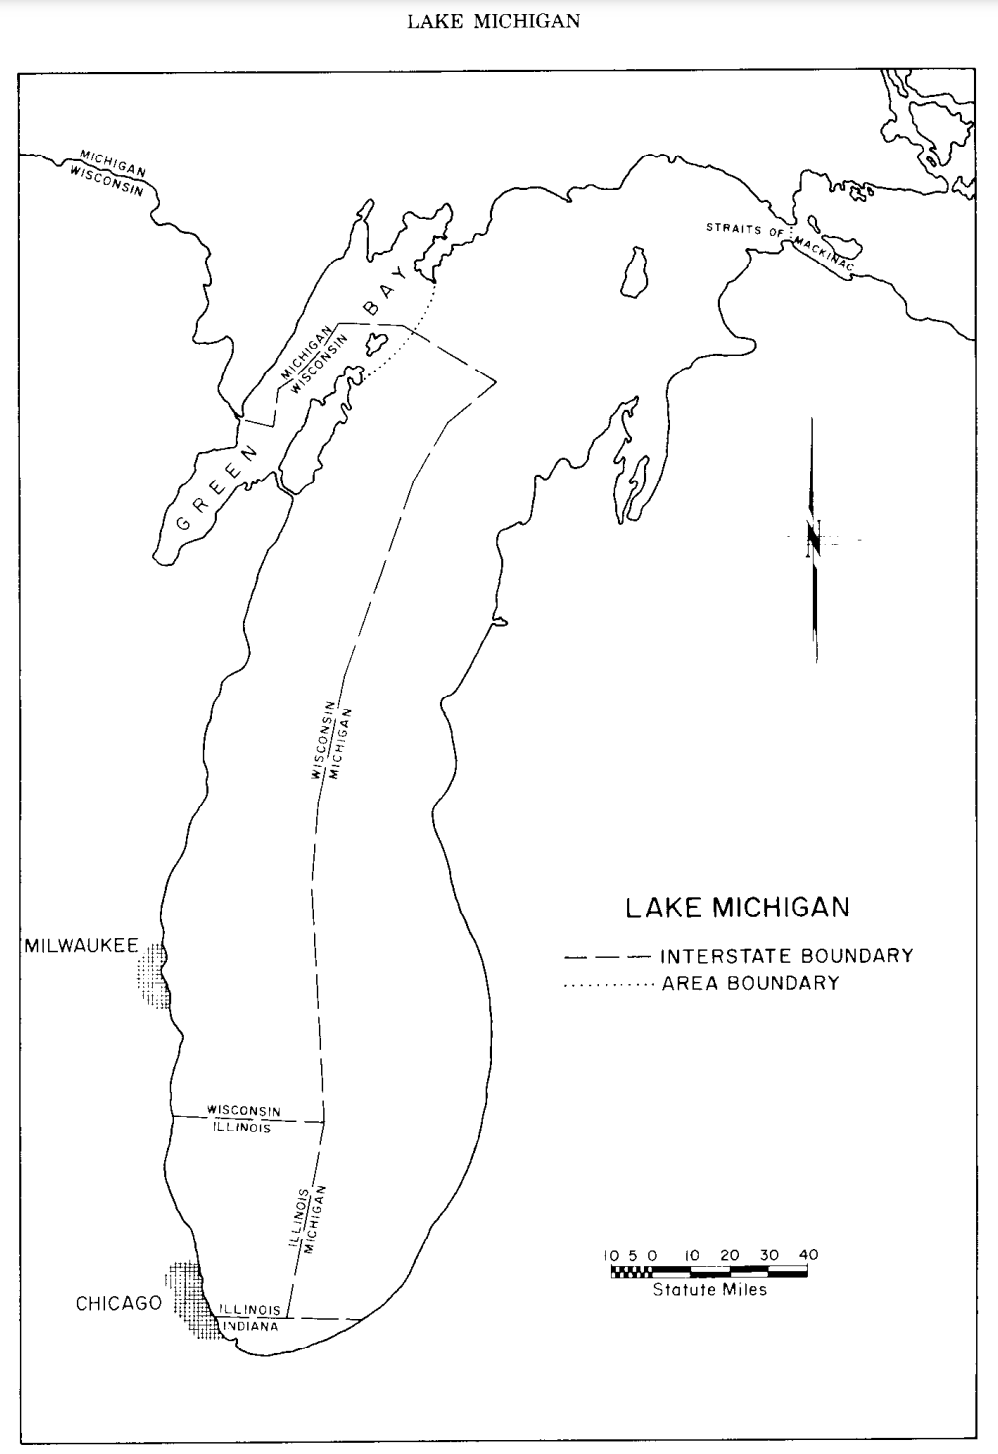 LAKE MICHIGAN
MICHIGAN
WISCONSIN
STRAITS OF
MACKINAC
BAY
MICHIGAN
WISCONSIN
GREEN
N
WISCONSIN
MICHIGAN
LAKE MICHIGAN
MILWAUKEE
INTERSTATE BOUNDARY
AREA BOUNDARY
WISCONSIN
ILLINOIS
ILLINOIS
MICHIGAN
10 5 0 10 20 30 40
Statute Miles
CHICAGO
ILLINOIS
INDIANA